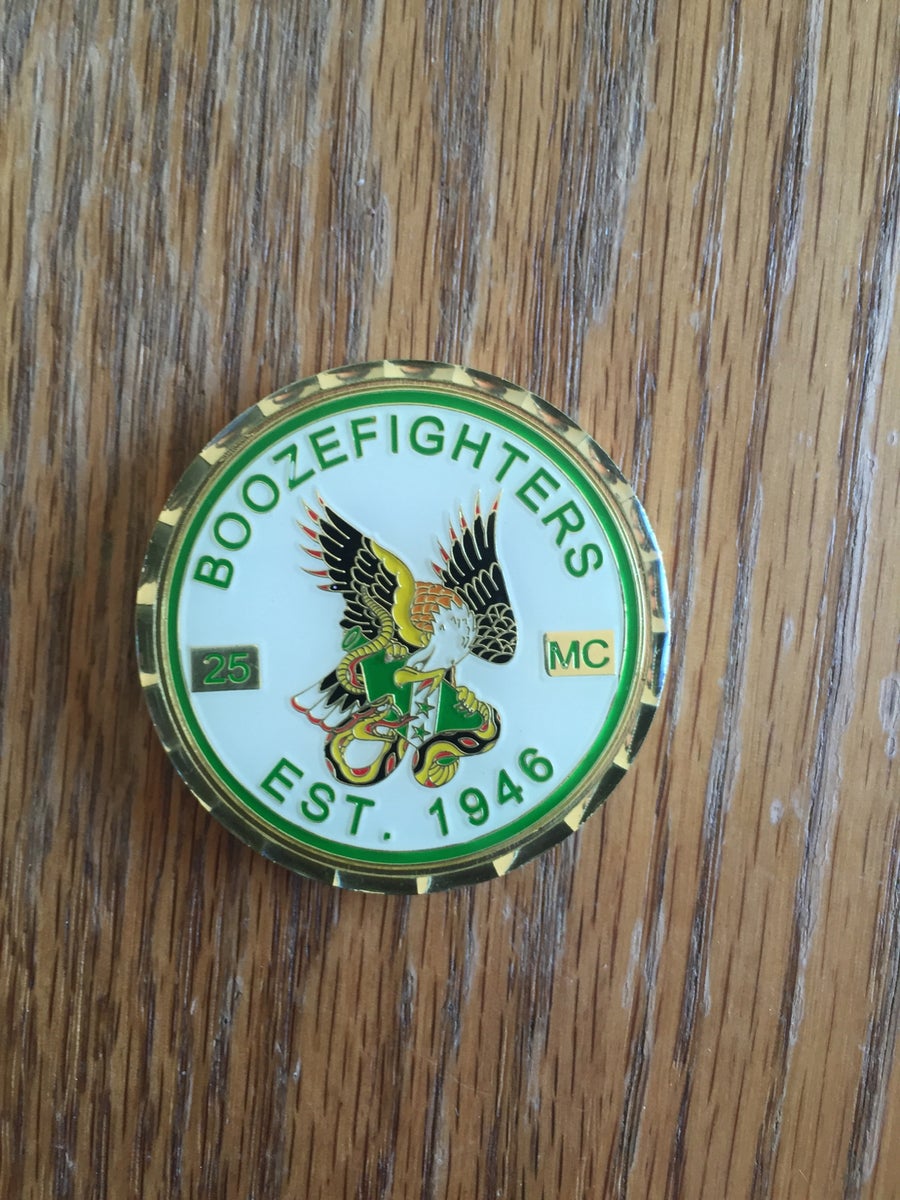 BOOZEFIGHTERS
25
MC
EST. 1946